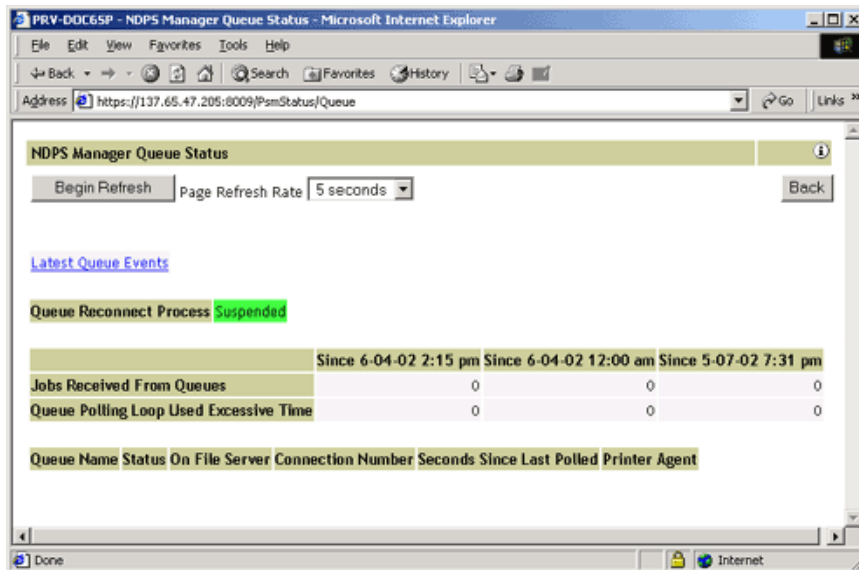 PRV-DOC65P - NDPS Manager Queue Status - Microsoft Internet Explorer
File Edit View Favorites Tools Help
Back Search Favorites History
Address https://137.65.47.205:8009/PsmStatus/Queue Go Links »
NDPS Manager Queue Status
Begin Refresh Page Refresh Rate 5 seconds Back
Latest Queue Events
Queue Reconnect Process Suspended
Since 6-04-02 2:15 pm Since 6-04-02 12:00 am Since 5-07-02 7:31 pm
Jobs Received From Queues 0 0 0
Queue Polling Loop Used Excessive Time 0 0 0
Queue Name Status On File Server Connection Number Seconds Since Last Polled Printer Agent
Done Internet